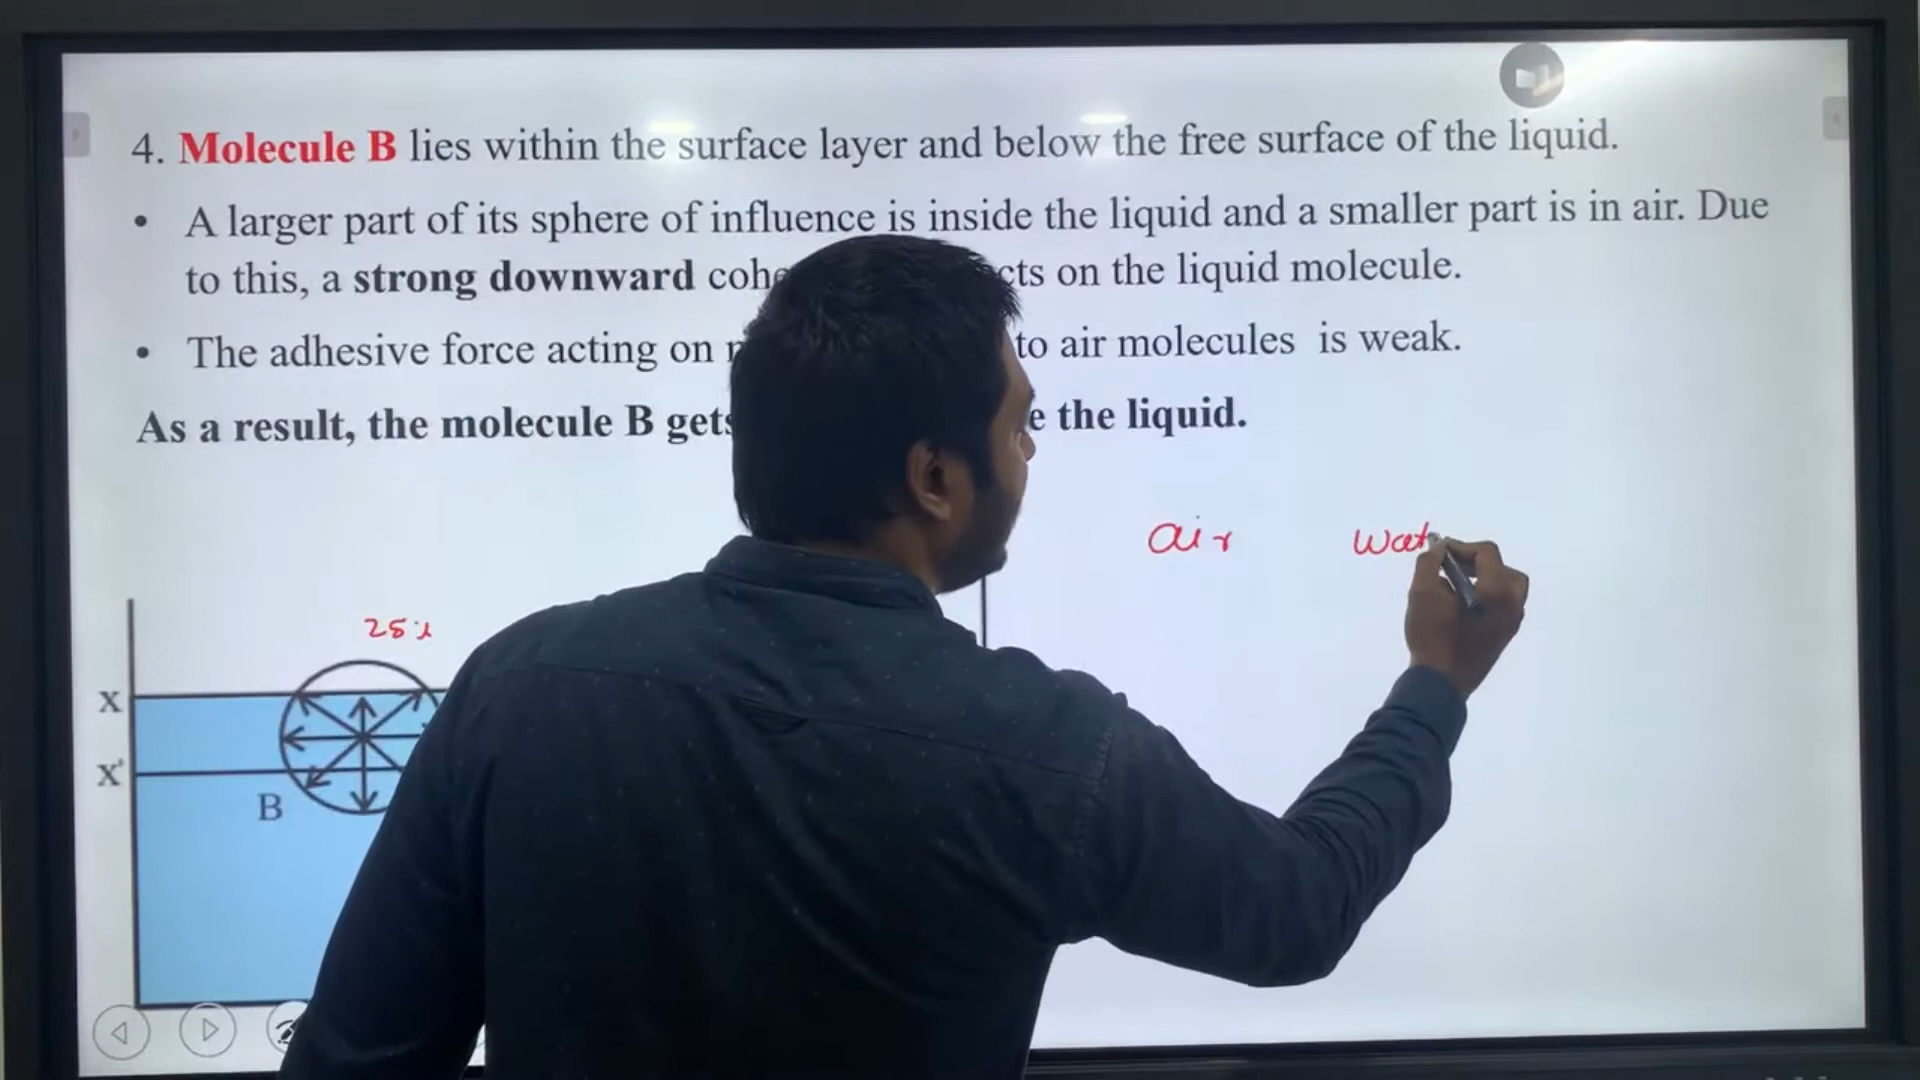 4. Molecule B lies within the surface layer and below the free surface of the liquid.
• A larger part of its sphere of influence is inside the liquid and a smaller part is in air. Due
to this, a strong downward cts on the liquid molecule.
• The adhesive force acting on to air molecules is weak.
As a result, the molecule B gets the liquid.
air wat
X
X'
B